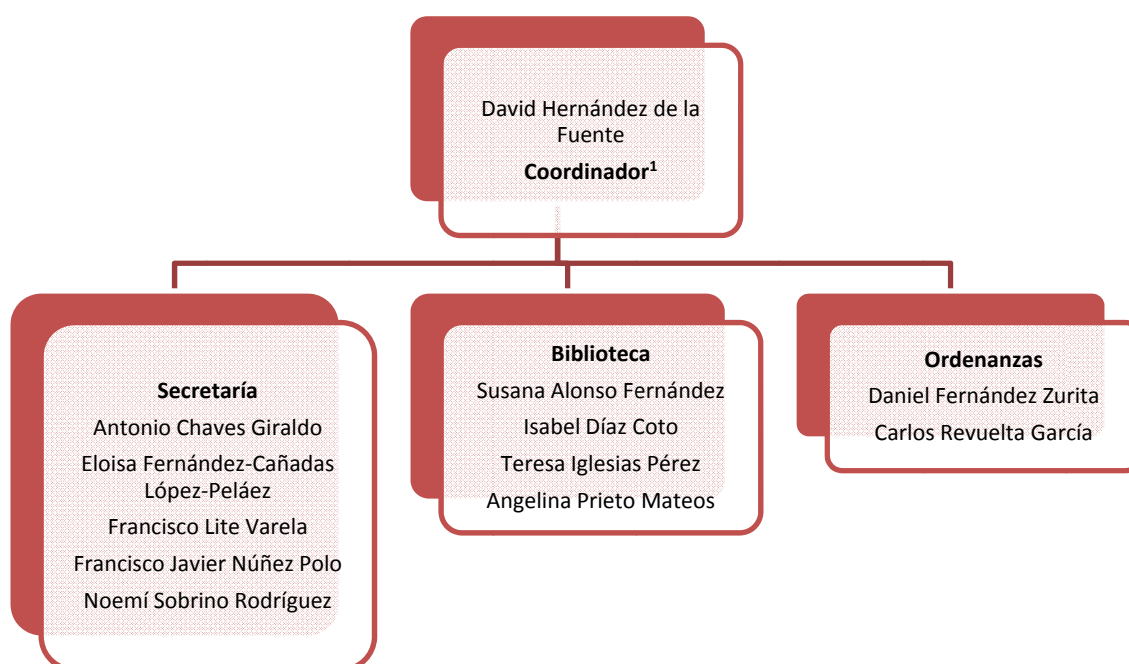 David Hernández de la
Fuente
Coordinador¹
Secretaría
Antonio Chaves Giraldo
Eloisa Fernández-Cañadas
López-Peláez
Francisco Lite Varela
Francisco Javier Núñez Polo
Noemí Sobrino Rodríguez
Biblioteca
Susana Alonso Fernández
Isabel Díaz Coto
Teresa Iglesias Pérez
Angelina Prieto Mateos
Ordenanzas
Daniel Fernández Zurita
Carlos Revuelta García